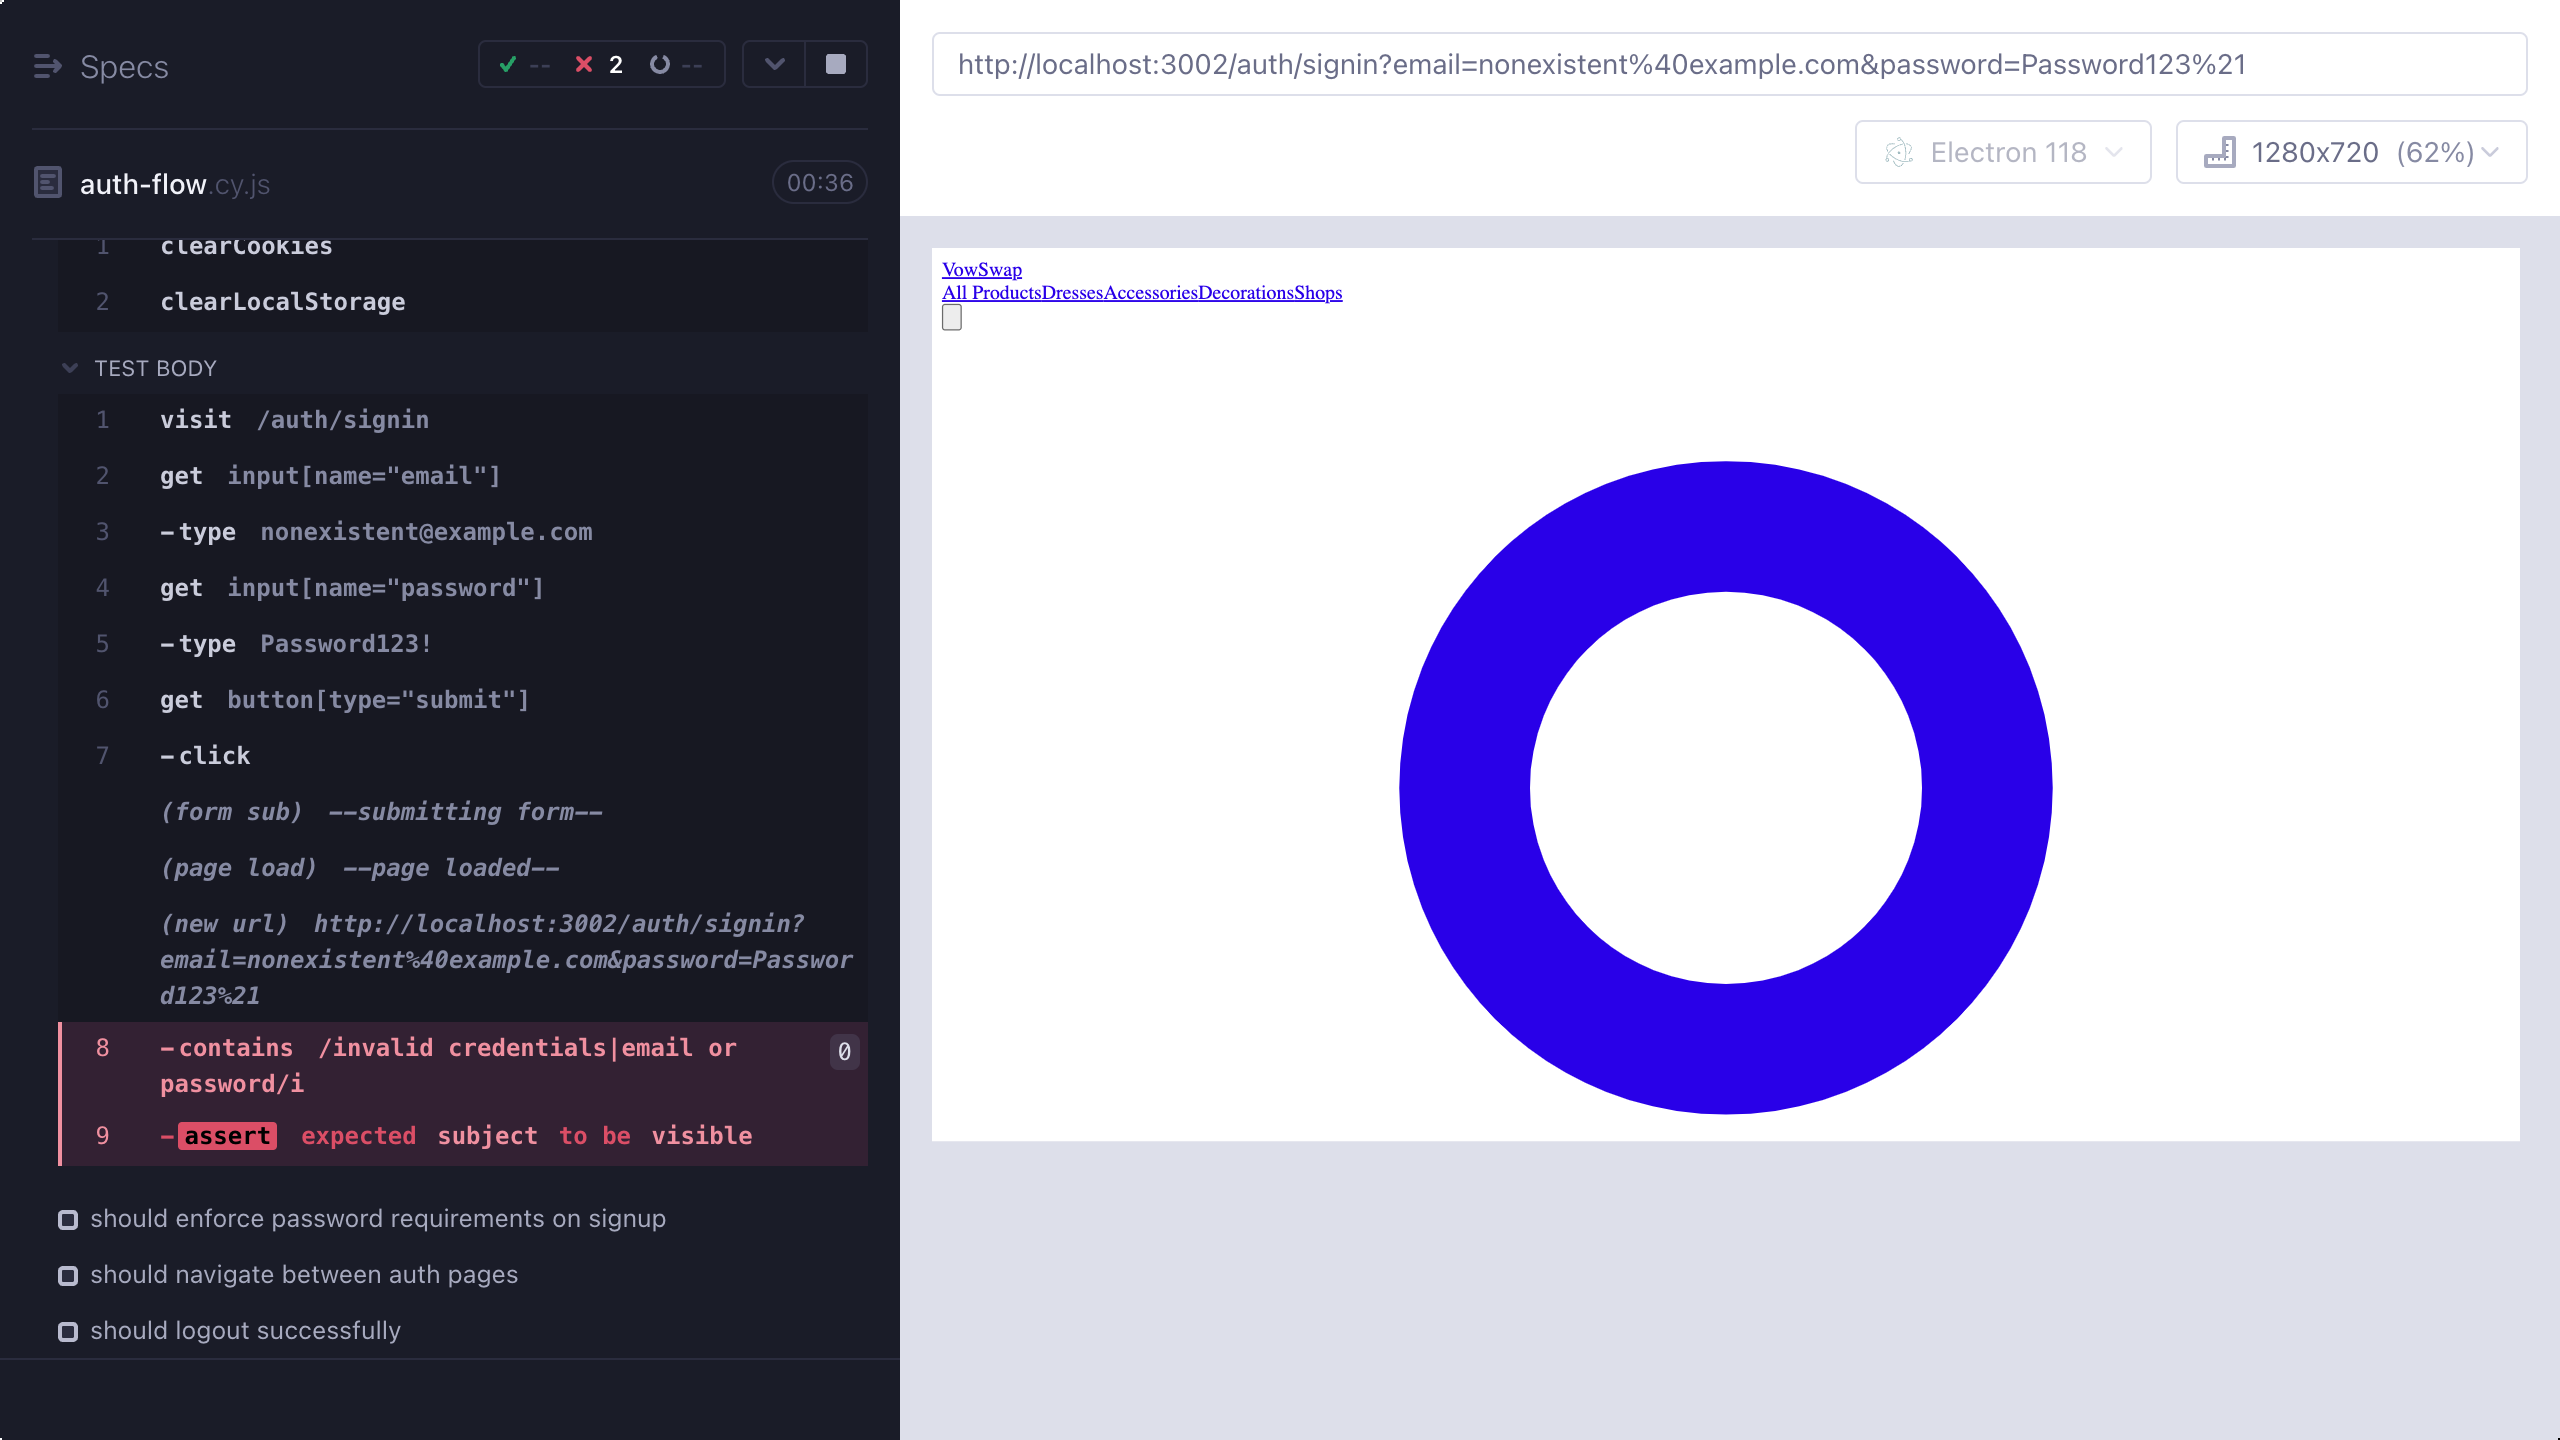 Specs
-- 2 --
auth-flow.cy.js 00:36
1 clearCookies
2 clearLocalStorage
TEST BODY
1 visit /auth/signin
2 get input[name="email"]
3 -type nonexistent@example.com
4 get input[name="password"]
5 -type Password123!
6 get button[type="submit"]
7 -click
(form sub) --submitting form--
(page load) --page loaded--
(new url) http://localhost:3002/auth/signin?
email=nonexistent%40example.com&password=Passwor
d123%21
8 -contains /invalid credentials|email or 0
password/i
9 -assert expected subject to be visible
should enforce password requirements on signup
should navigate between auth pages
should logout successfully
http://localhost:3002/auth/signin?email=nonexistent%40example.com&password=Password123%21
Electron 118
1280x720 (62%)
VowSwap
All ProductsDressesAccessoriesDecorationsShops